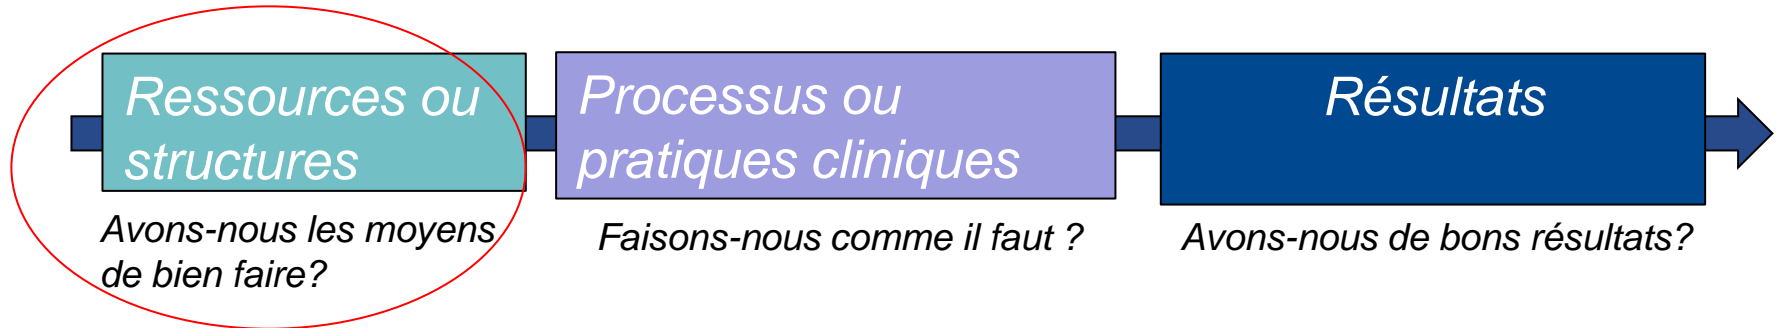 Ressources ou
structures
Avons-nous les moyens
de bien faire?
Processus ou
pratiques cliniques
Faisons-nous comme il faut ?
Résultats
Avons-nous de bons résultats?